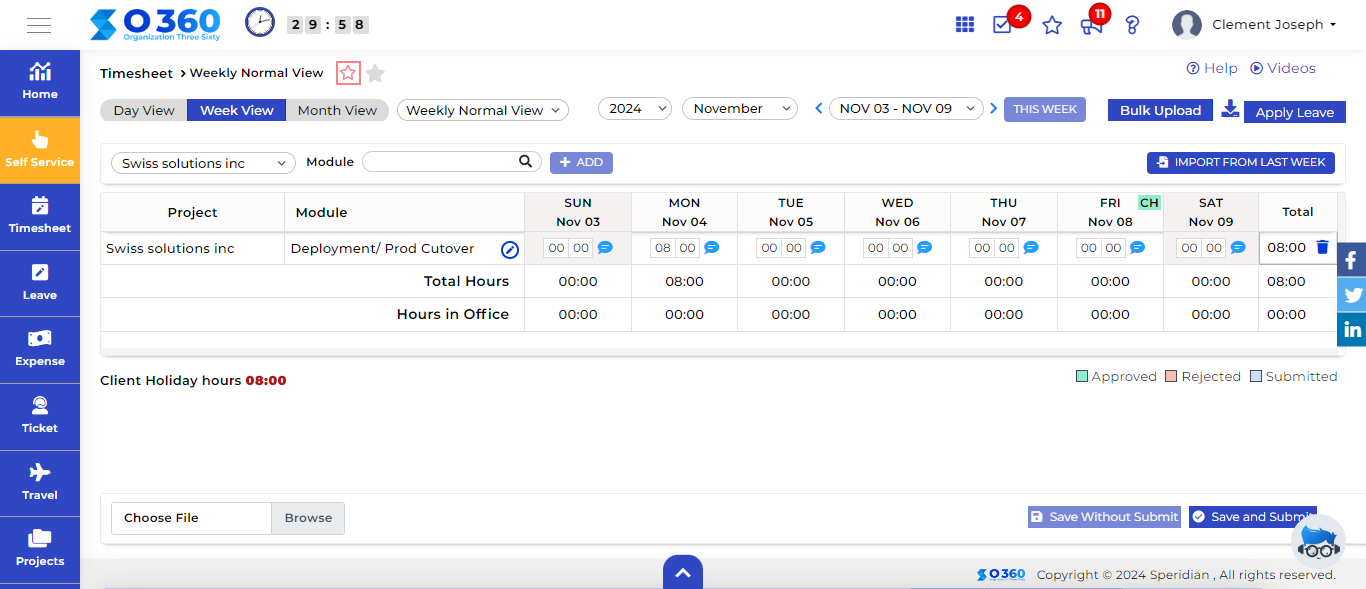 O 360
Organization Three Sixty
29:58
4
11
Clement Joseph
Home
Self Service
Timesheet
Leave
Expense
Ticket
Travel
Projects
Timesheet > Weekly Normal View
Help Videos
Day View Week View Month View Weekly Normal View 2024 November NOV 03 - NOV 09 THIS WEEK Bulk Upload Apply Leave
Swiss solutions inc Module + ADD IMPORT FROM LAST WEEK
Project Module SUN MON TUE WED THU FRI CH SAT Total
Nov 03 Nov 04 Nov 05 Nov 06 Nov 07 Nov 08 Nov 09
Swiss solutions inc Deployment/ Prod Cutover 00 00 08 00 00 00 00 00 00 00 00 00 00 00 08:00
Total Hours 00:00 08:00 00:00 00:00 00:00 00:00 00:00 08:00
Hours in Office 00:00 00:00 00:00 00:00 00:00 00:00 00:00 00:00
Client Holiday hours 08:00
Approved Rejected Submitted
f
in
Choose File Browse
Save Without Submit Save and Submit
O 360 Copyright © 2024 Speridian , All rights reserved.